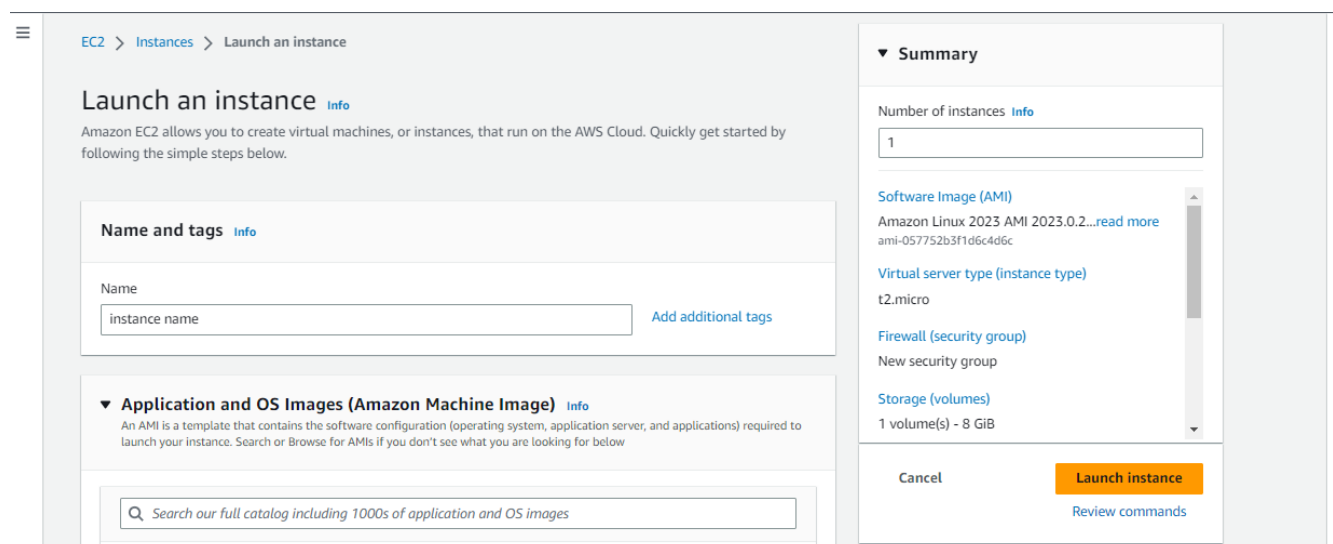 EC2 > Instances > Launch an instance
Launch an instance Info
Amazon EC2 allows you to create virtual machines, or instances, that run on the AWS Cloud. Quickly get started by
following the simple steps below.
Name and tags Info
Name
instance name
Add additional tags
Application and OS Images (Amazon Machine Image) Info
An AMI is a template that contains the software configuration (operating system, application server, and applications) required to
launch your instance. Search or Browse for AMIs if you don't see what you are looking for below
Search our full catalog including 1000s of application and OS images
Summary
Number of instances Info
1
Software Image (AMI)
Amazon Linux 2023 AMI 2023.0.2...read more
ami-057752b3f1d6c4d6c
Virtual server type (instance type)
t2.micro
Firewall (security group)
New security group
Storage (volumes)
1 volume(s) - 8 GiB
Cancel
Launch instance
Review commands